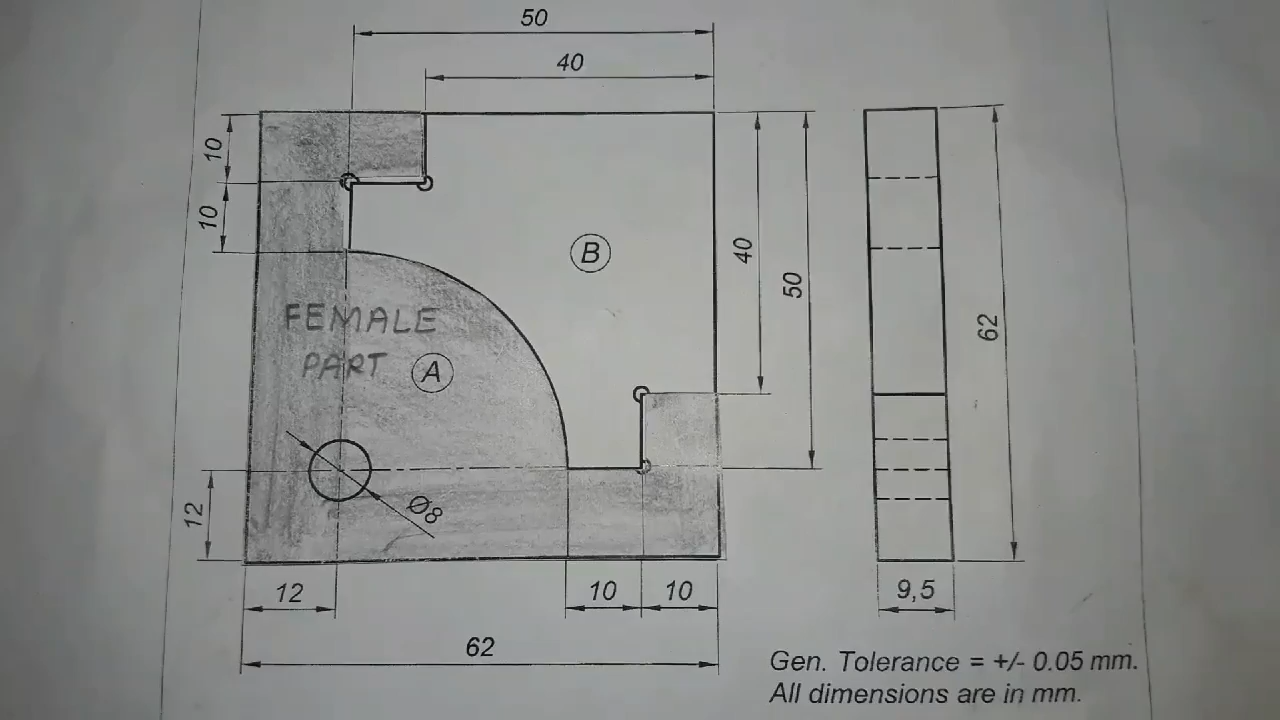 50
40
10
10
B
40
50
62
FEMALE
PART
A
Ø8
12
12
10
10
9,5
62
Gen. Tolerance = +/- 0.05 mm.
All dimensions are in mm.